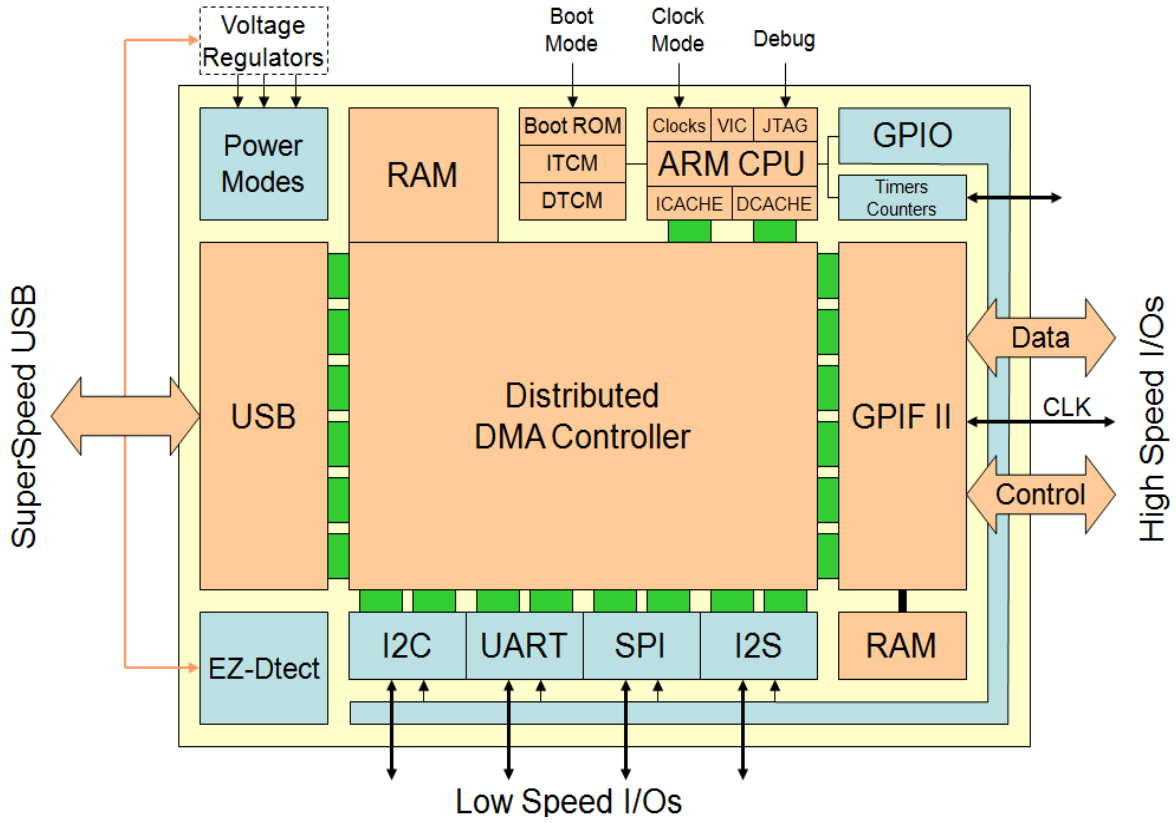 Voltage
Regulators
Boot
Mode
Clock
Mode
Debug
Power
Modes
RAM
Boot ROM
ITCM
DTCM
Clocks
VIC
JTAG
ARM CPU
ICACHE
DCACHE
GPIO
Timers
Counters
SuperSpeed USB
USB
Distributed
DMA Controller
GPIF II
Data
CLK
Control
High Speed I/Os
EZ-Dtect
I2C
UART
SPI
I2S
RAM
Low Speed I/Os